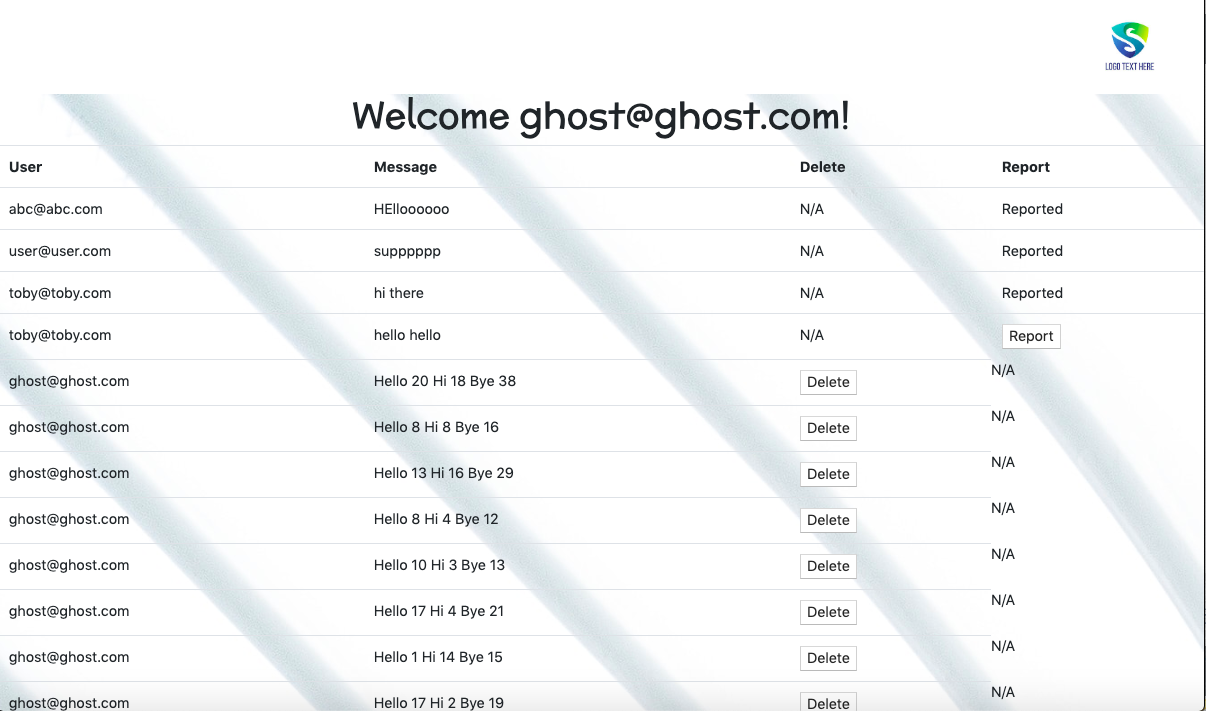 LOGO TEXT HERE
Welcome ghost@ghost.com!
User Message Delete Report
abc@abc.com HElloooooo N/A Reported
user@user.com supppppp N/A Reported
toby@toby.com hi there N/A Reported
toby@toby.com hello hello N/A Report
ghost@ghost.com Hello 20 Hi 18 Bye 38 Delete N/A
ghost@ghost.com Hello 8 Hi 8 Bye 16 Delete N/A
ghost@ghost.com Hello 13 Hi 16 Bye 29 Delete N/A
ghost@ghost.com Hello 8 Hi 4 Bye 12 Delete N/A
ghost@ghost.com Hello 10 Hi 3 Bye 13 Delete N/A
ghost@ghost.com Hello 17 Hi 4 Bye 21 Delete N/A
ghost@ghost.com Hello 1 Hi 14 Bye 15 Delete N/A
ghost@ghost.com Hello 17 Hi 2 Bye 19 Delete N/A